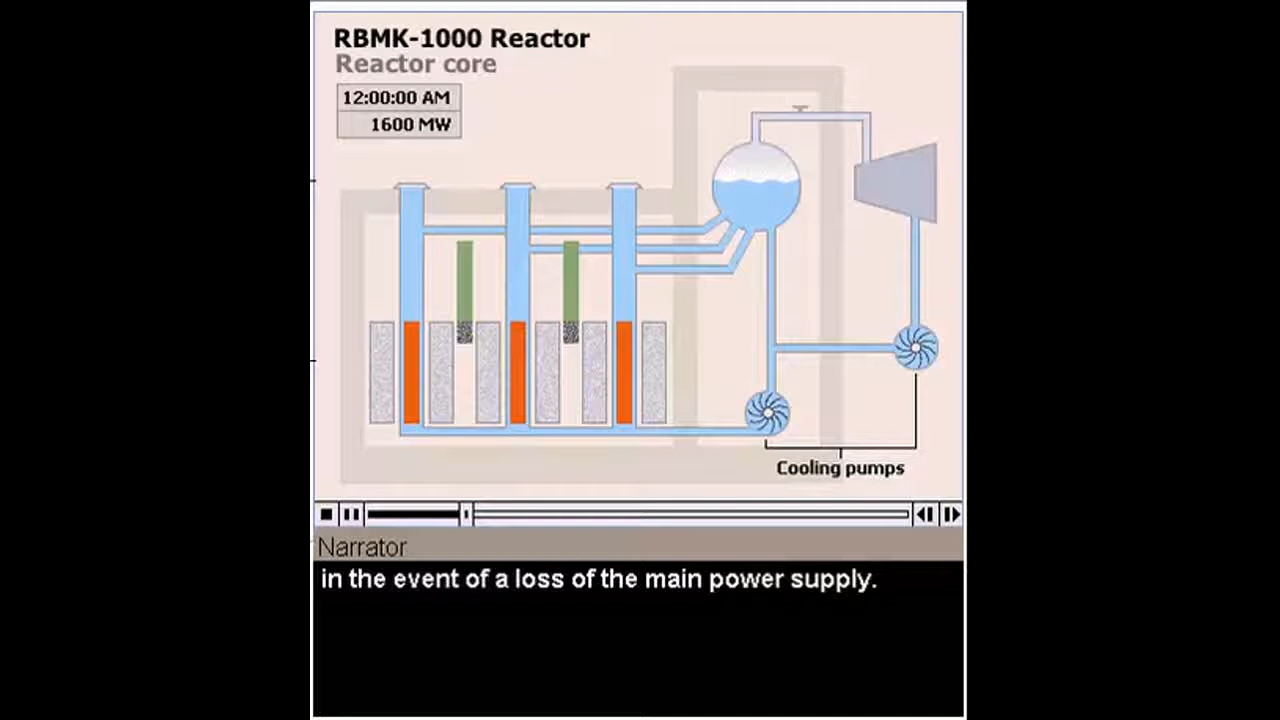 RBMK-1000 Reactor
Reactor core
12:00:00 AM
1600 MW
Cooling pumps
Narrator
in the event of a loss of the main power supply.